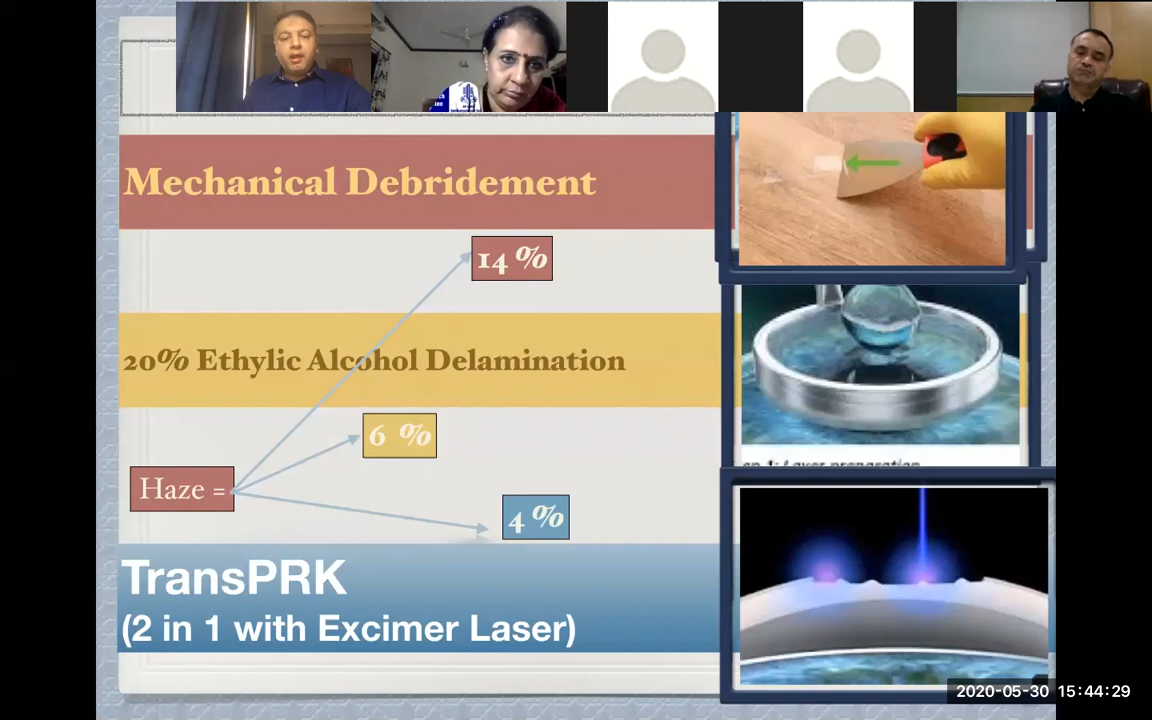 Mechanical Debridement
14 %
20% Ethylic Alcohol Delamination
6 %
Haze =
4 %
TransPRK
(2 in 1 with Excimer Laser)
2020-05-30 15:44:29